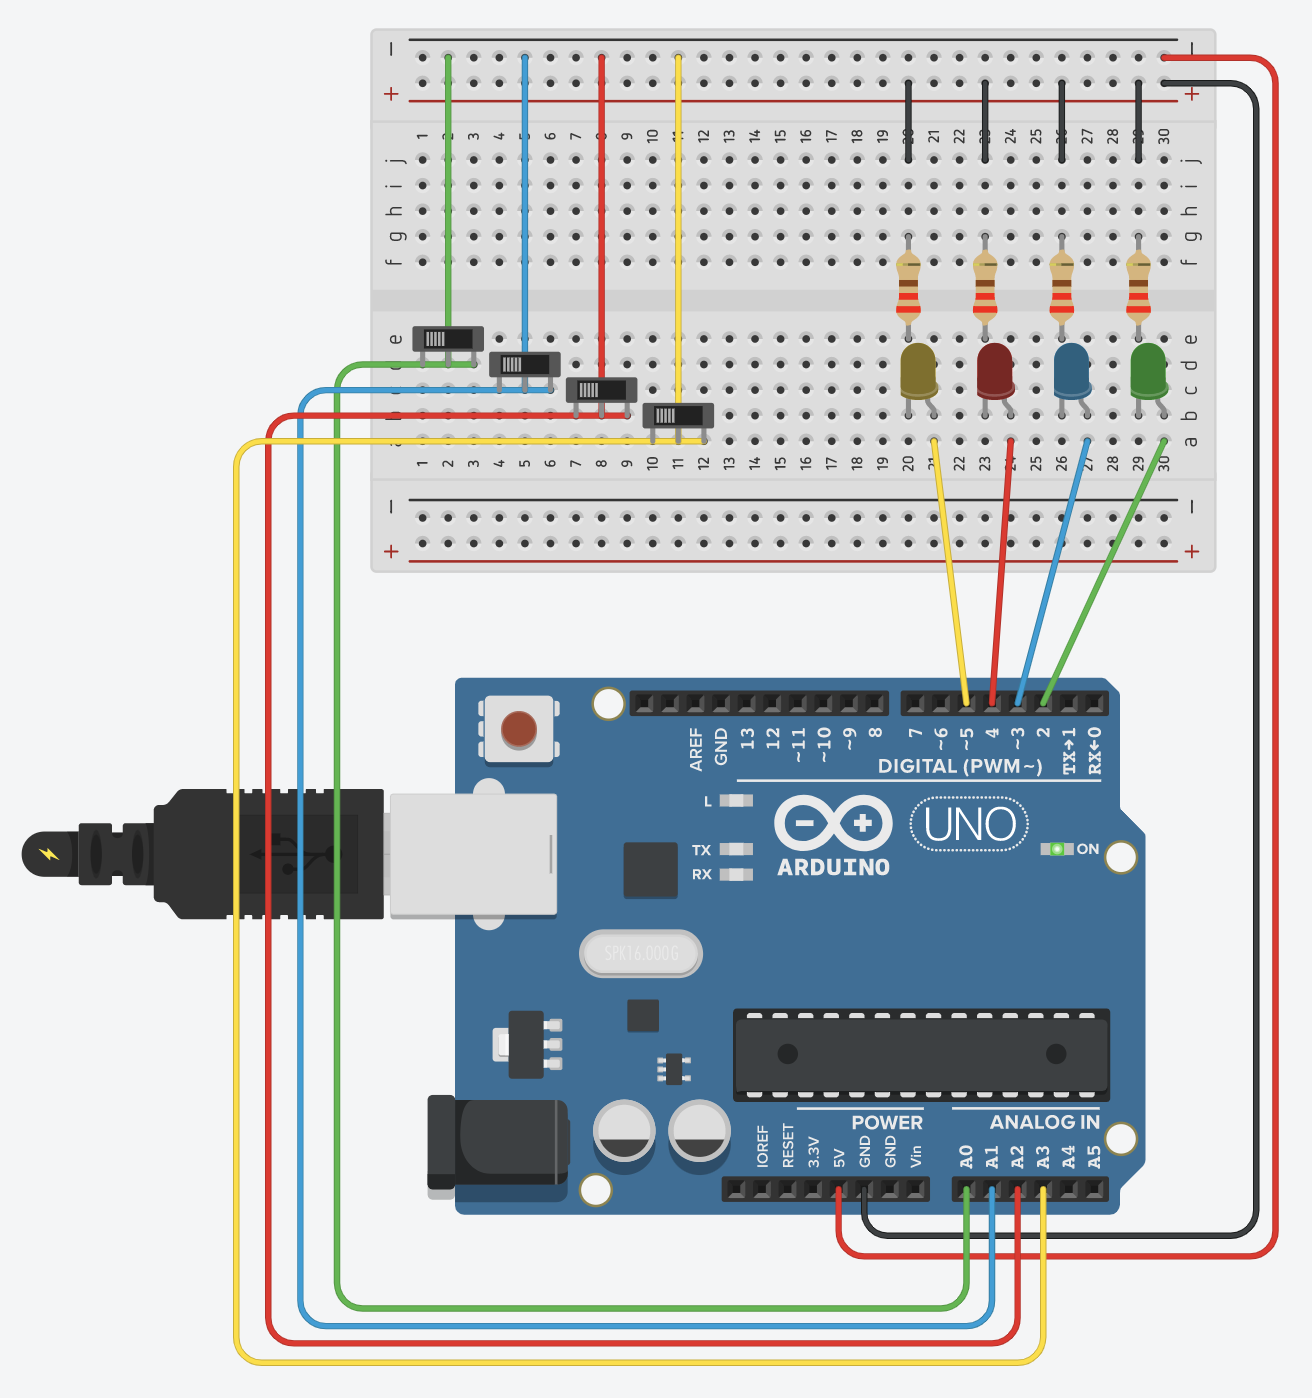 − −
+ +
1 2 3 4 5 6 7 8 9 10 11 12 13 14 15 16 17 18 19 20 21 22 23 24 25 26 27 28 29 30
j j
i i
h h
g g
f f
e e
d
c c
b b
a a
1 2 3 4 5 6 7 8 9 10 11 12 13 14 15 16 17 18 19 20 21 22 23 24 25 26 27 28 29 30
− −
+ +
AREF GND 13 12 ~11 ~10 ~9 8 7 ~6 ~5 4 ~3 2 TX→1 RX←0
DIGITAL (PWM~)
L
TX
RX
UNO
ON
ARDUINO
SPK16.000G
POWER ANALOG IN
IOREF RESET 3.3V 5V GND GND Vin A0 A1 A2 A3 A4 A5